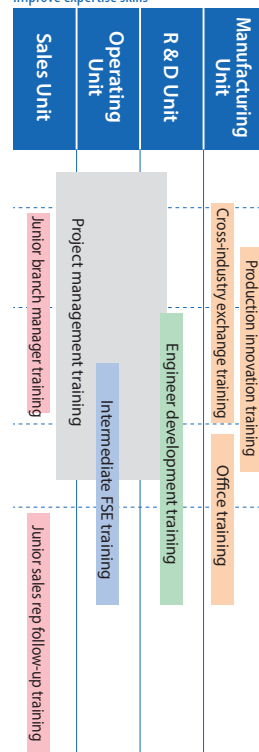 Improve expertise skills
Sales Unit
Operating
Unit
R & D Unit
Manufacturing
Unit
Junior branch manager training
Junior sales rep follow-up training
Project management training
Intermediate FSE training
Engineer development training
Cross-industry exchange training
Office training
Production innovation training